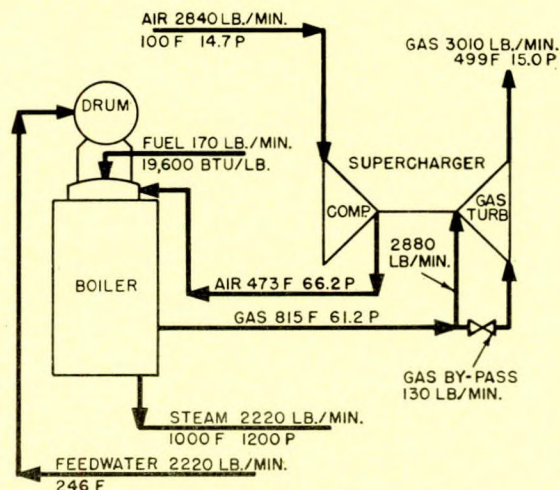 AIR 2840 LB./MIN.
100 F 14.7 P
GAS 3010 LB./MIN.
499 F 15.0 P
DRUM
FUEL 170 LB./MIN.
19,600 BTU/LB.
SUPERCHARGER
COMP.
GAS
TURB
2880
LB/MIN.
AIR 473 F 66.2 P
BOILER
GAS 815 F 61.2 P
GAS BY-PASS
130 LB/MIN.
STEAM 2220 LB./MIN.
1000 F 1200 P
FEEDWATER 2220 LB./MIN.
246 F